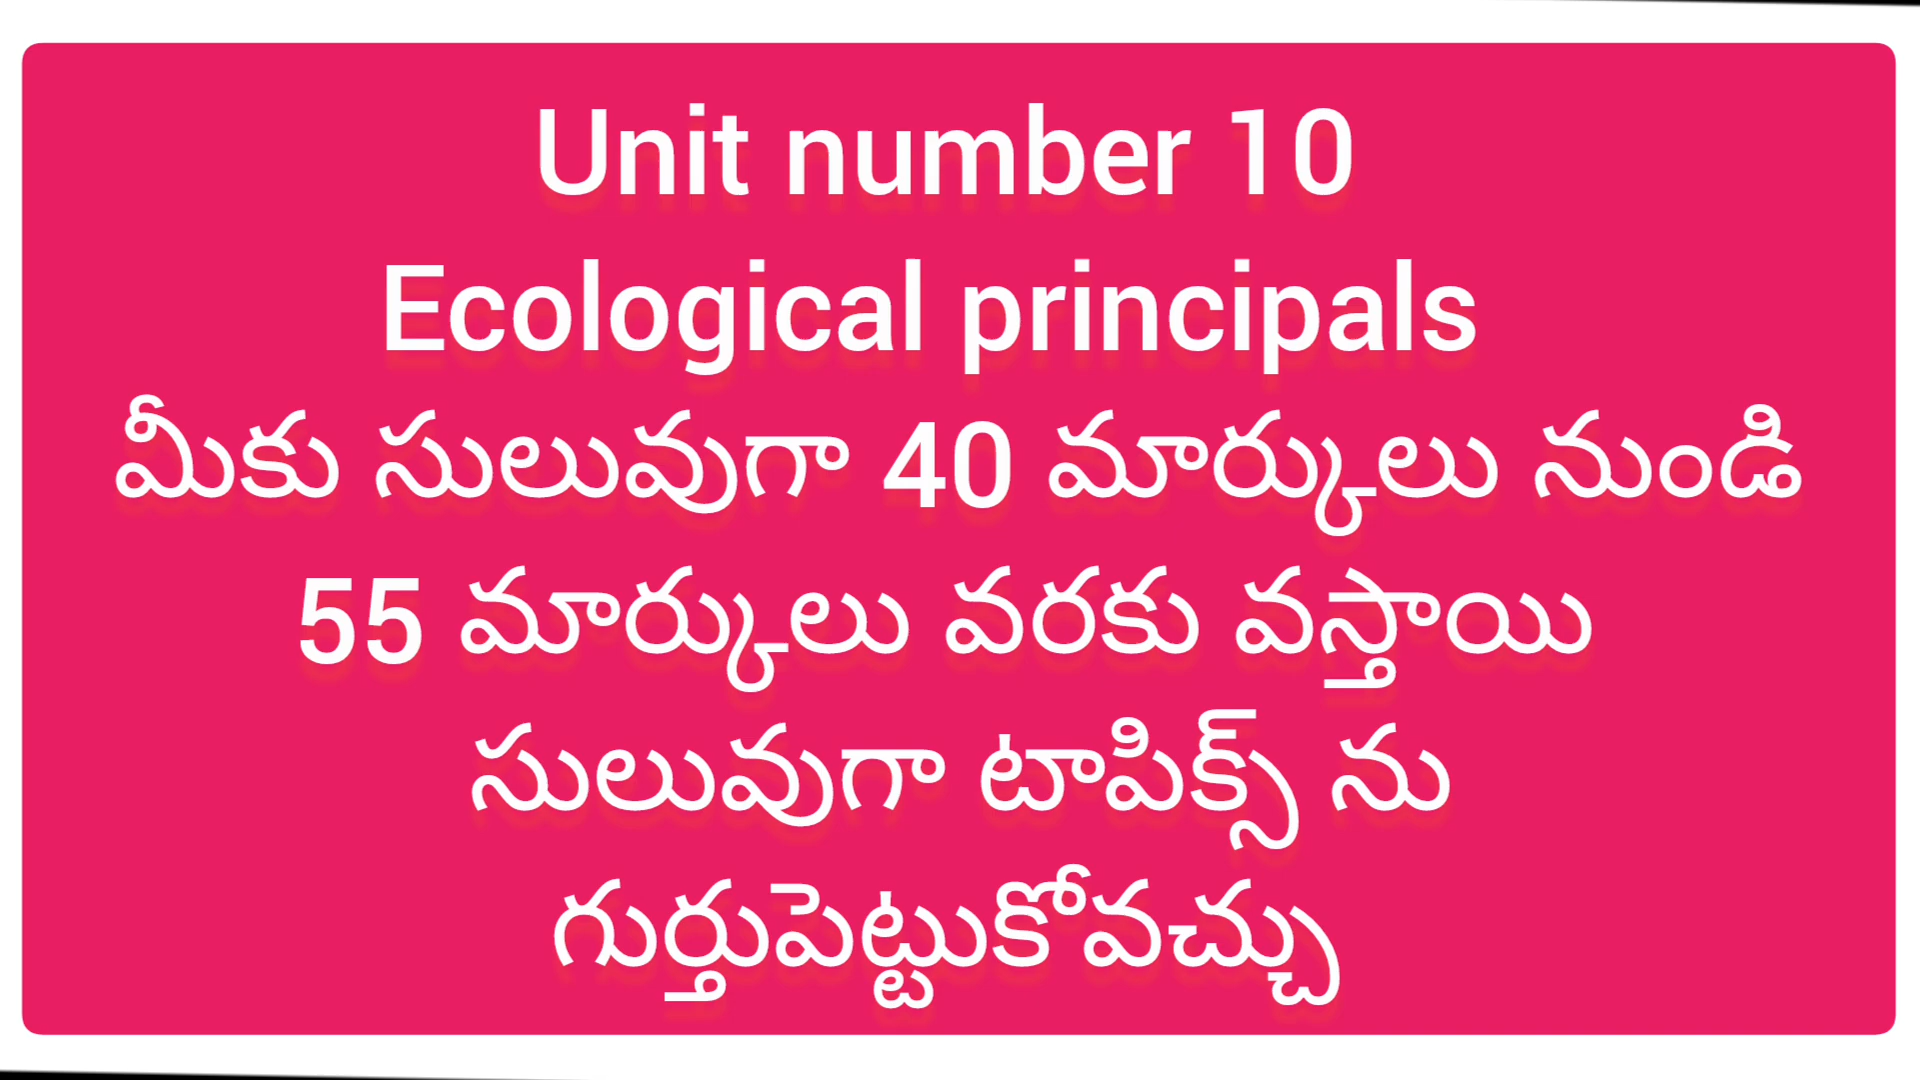 Unit number 10
Ecological principals
మీకు సులువుగా 40 మార్కులు నుండి
55 మార్కులు వరకు వస్తాయి
సులువుగా టాపిక్స్ ను
గుర్తుపెట్టుకోవచ్చు